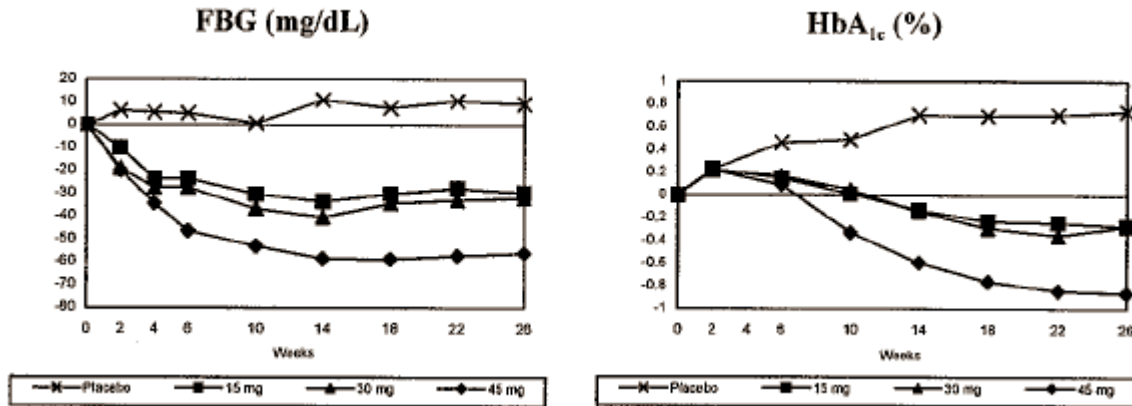 FBG (mg/dL)
20
10
0
-10
-20
-30
-40
-50
-60
-70
-80
0 2 4 6 10 14 18 22 26
Weeks
Placebo 15 mg 30 mg 45 mg
HbA1c (%)
1
0.8
0.6
0.4
0.2
0
-0.2
-0.4
-0.6
-0.8
-1
0 2 6 10 14 18 22 26
Weeks
Placebo 15 mg 30 mg 45 mg